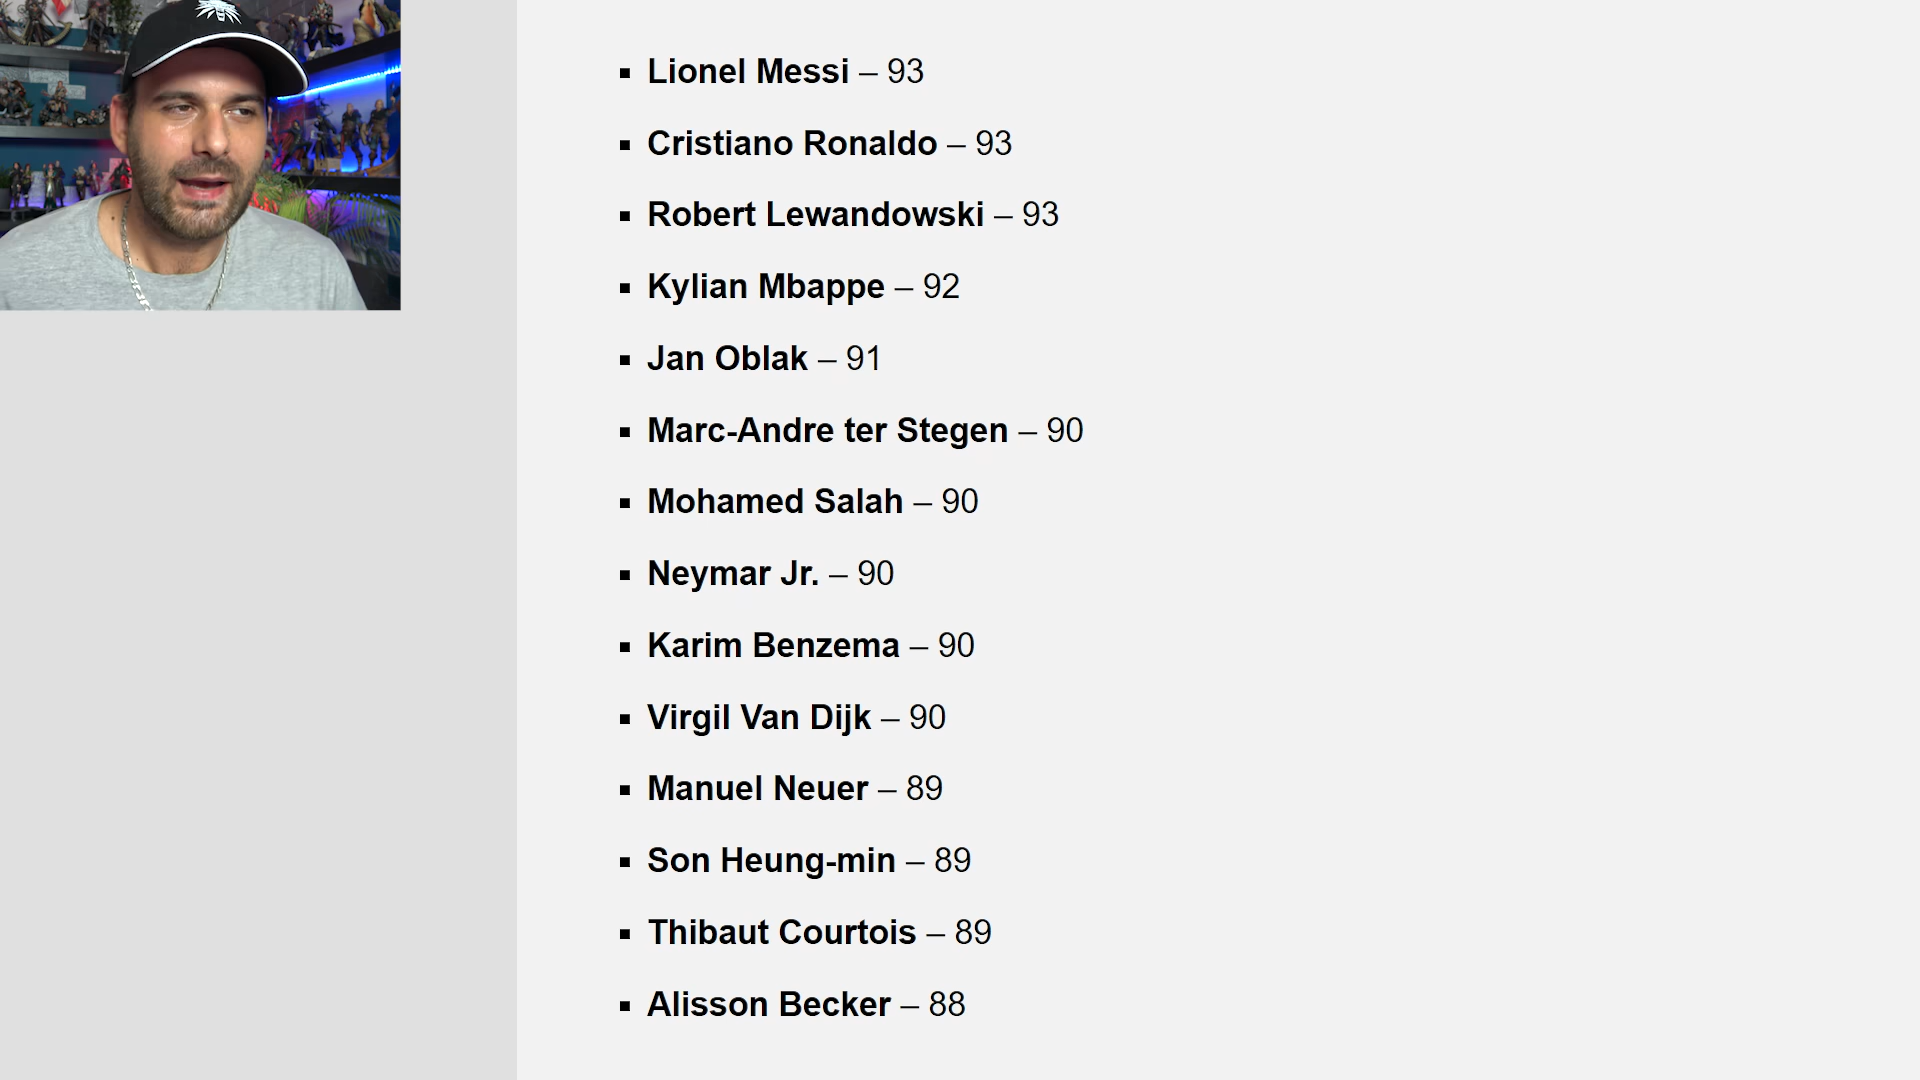 Lionel Messi – 93
Cristiano Ronaldo – 93
Robert Lewandowski – 93
Kylian Mbappe – 92
Jan Oblak – 91
Marc-Andre ter Stegen – 90
Mohamed Salah – 90
Neymar Jr. – 90
Karim Benzema – 90
Virgil Van Dijk – 90
Manuel Neuer – 89
Son Heung-min – 89
Thibaut Courtois – 89
Alisson Becker – 88